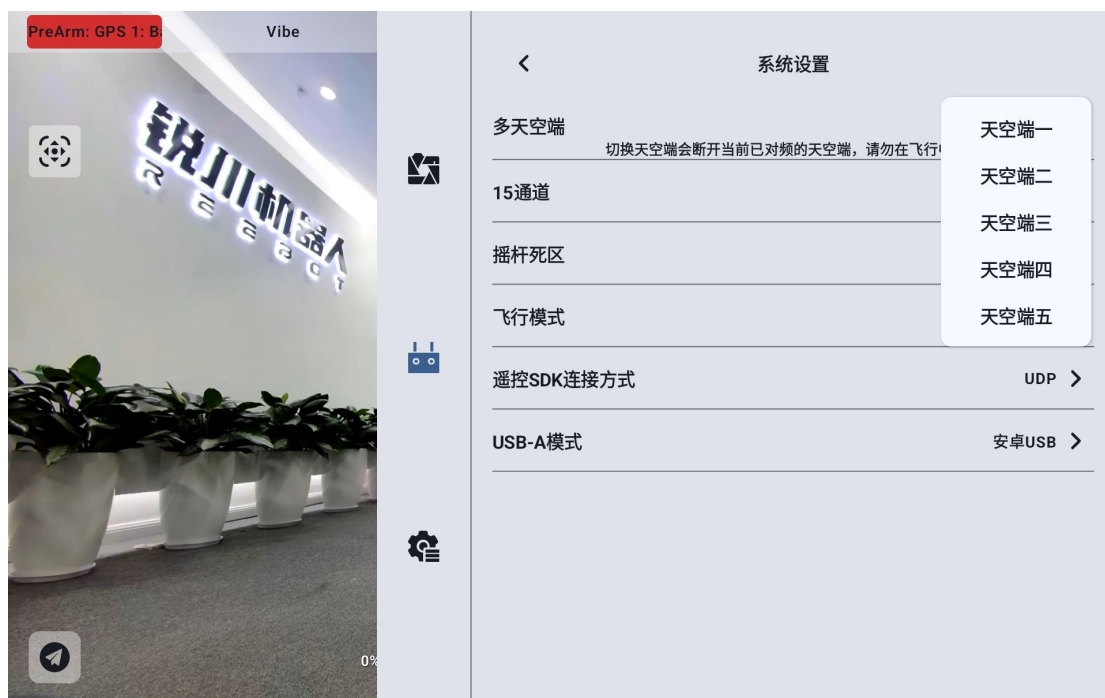 PreArm: GPS 1: Ba
Vibe
锐川机器人
REEACT
0%
系统设置
多天空端
切换天空端会断开当前已对频的天空端，请勿在飞行
15通道
摇杆死区
飞行模式
遥控SDK连接方式
UDP
USB-A模式
安卓USB
天空端一
天空端二
天空端三
天空端四
天空端五